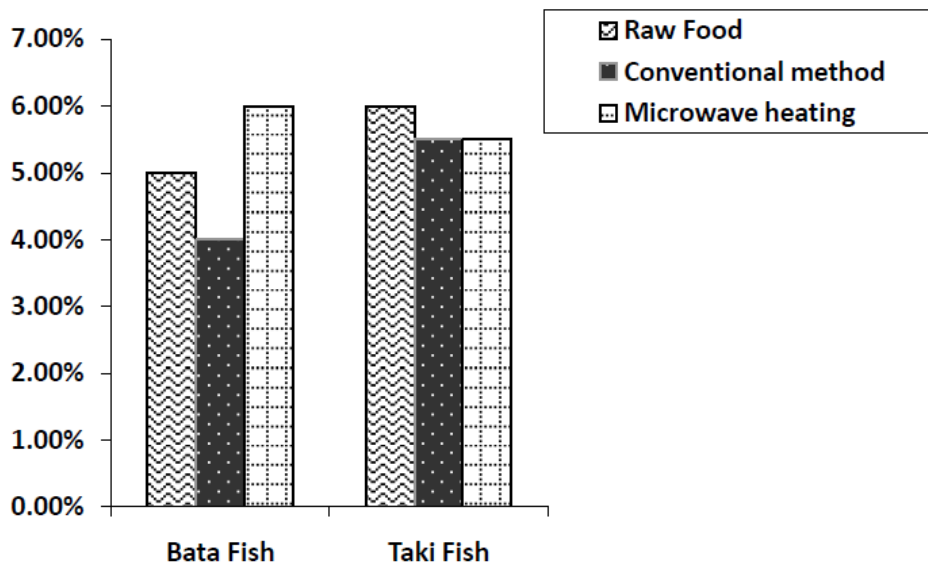 Raw Food
Conventional method
Microwave heating
7.00%
6.00%
5.00%
4.00%
3.00%
2.00%
1.00%
0.00%
Bata Fish
Taki Fish